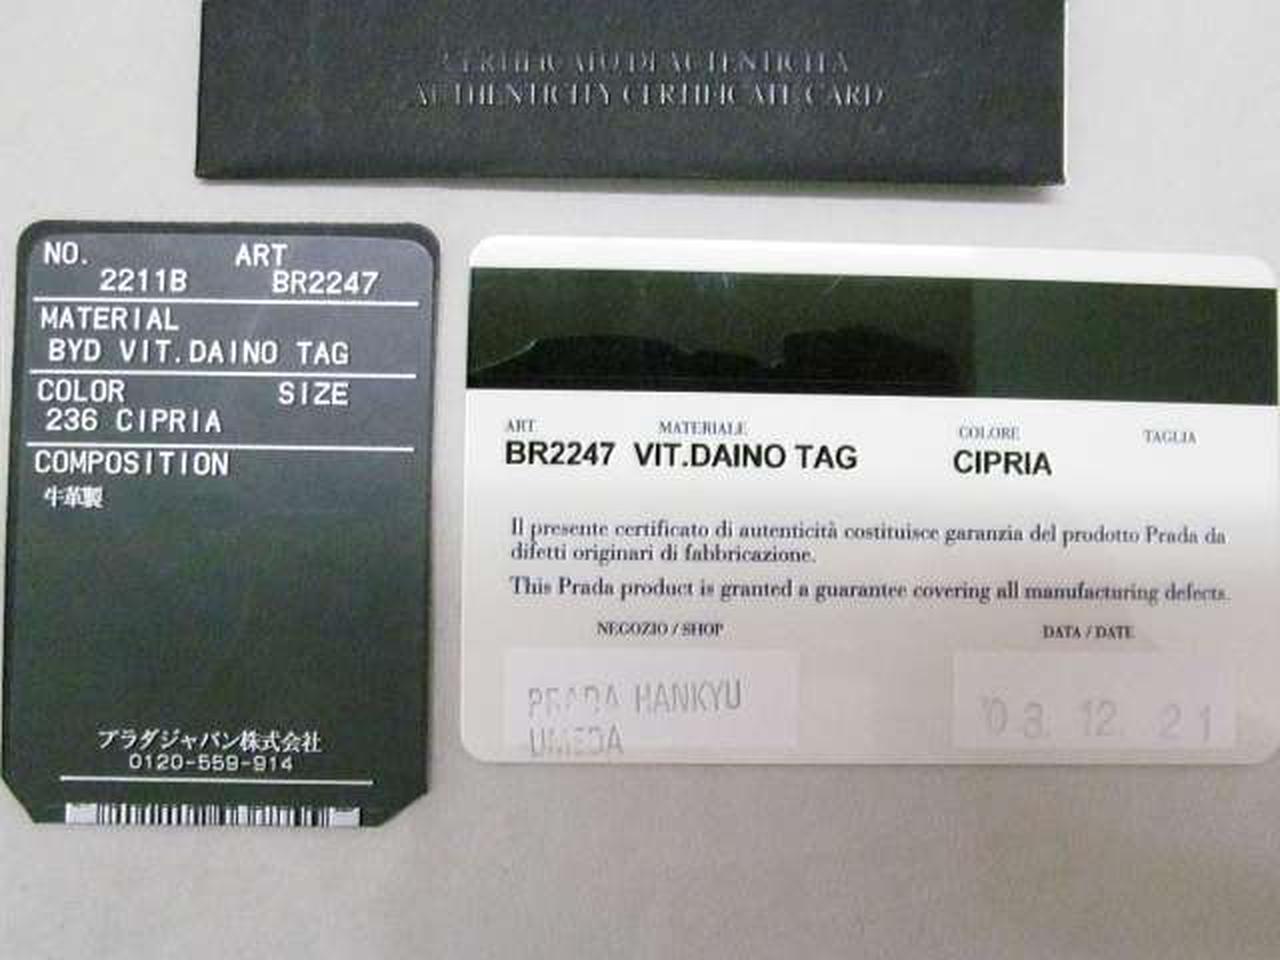 CERTIFICATO DI AUTENTICITÀ
AUTHENTICITY CERTIFICATE CARD
NO. ART
2211B BR2247
MATERIAL
BYD VIT.DAINO TAG
COLOR SIZE
236 CIPRIA
COMPOSITION
牛革製
プラダジャパン株式会社
0120-559-914
ART MATERIALE COLORE TAGLIA
BR2247 VIT.DAINO TAG CIPRIA
Il presente certificato di autenticità costituisce garanzia del prodotto Prada da
difetti originari di fabbricazione.
This Prada product is granted a guarantee covering all manufacturing defects.
NEGOZIO / SHOP DATA / DATE
PRADA HANKYU
UMEDA
'03. 12. 21